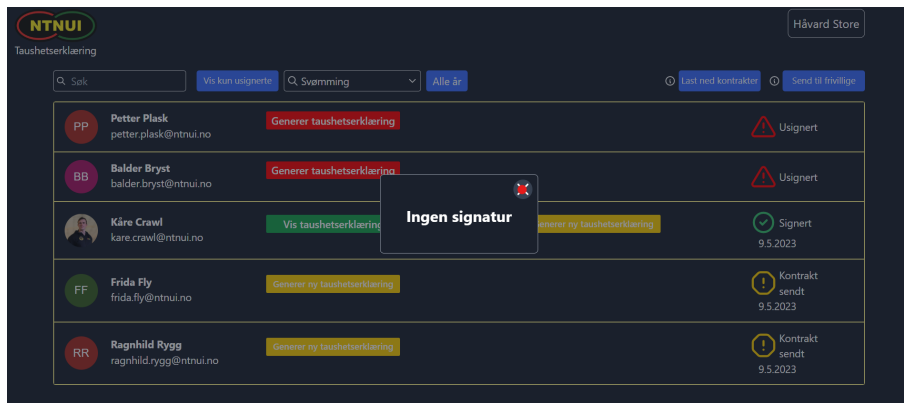 NTNUI
Håvard Store
Taushetserklæring
Søk
Vis kun usignerte
Svømming
Alle år
Last ned kontrakter
Send til frivillige
PP
Petter Plask
petter.plask@ntnui.no
Generer taushetserklæring
Usignert
BB
Balder Bryst
balder.bryst@ntnui.no
Generer taushetserklæring
Usignert
Ingen signatur
Kåre Crawl
kare.crawl@ntnui.no
Vis taushetserklæring
enerer ny taushetserklæring
Signert
9.5.2023
FF
Frida Fly
frida.fly@ntnui.no
Generer ny taushetserklæring
Kontrakt
sendt
9.5.2023
RR
Ragnhild Rygg
ragnhild.rygg@ntnui.no
Generer ny taushetserklæring
Kontrakt
sendt
9.5.2023